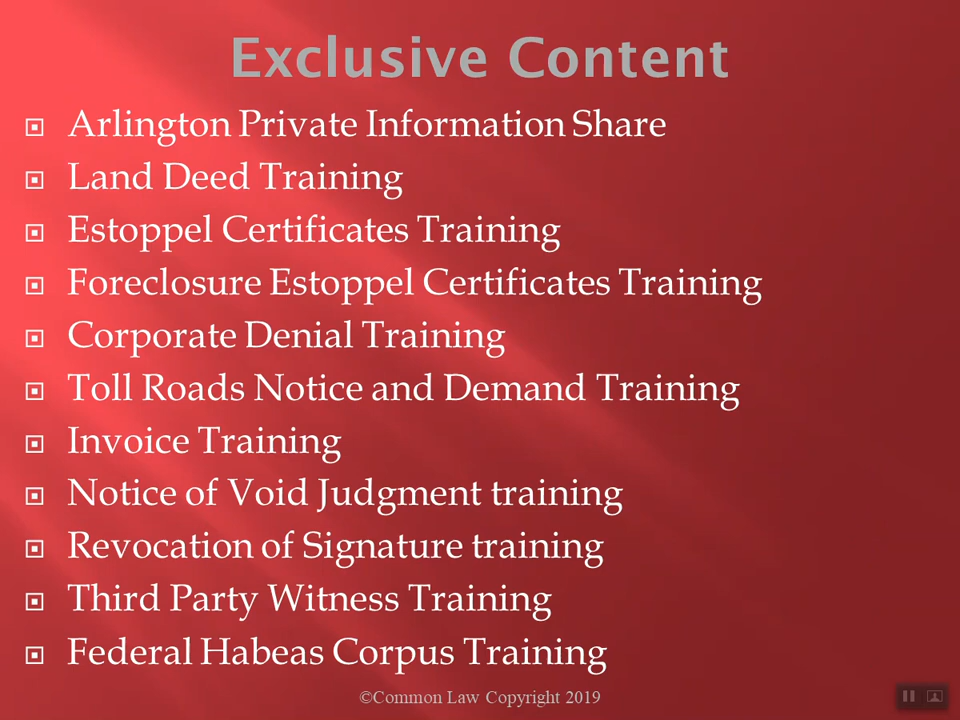 Exclusive Content
Arlington Private Information Share
Land Deed Training
Estoppel Certificates Training
Foreclosure Estoppel Certificates Training
Corporate Denial Training
Toll Roads Notice and Demand Training
Invoice Training
Notice of Void Judgment training
Revocation of Signature training
Third Party Witness Training
Federal Habeas Corpus Training
©Common Law Copyright 2019